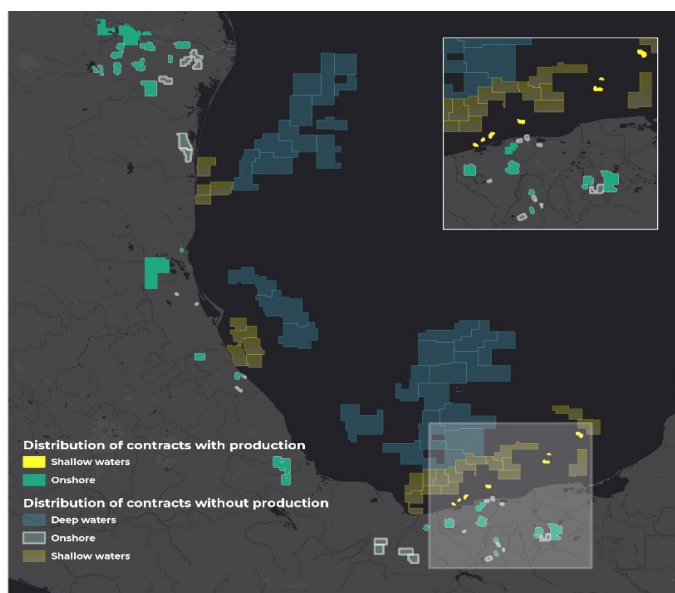 Distribution of contracts with production
Shallow waters
Onshore
Distribution of contracts without production
Deep waters
Onshore
Shallow waters